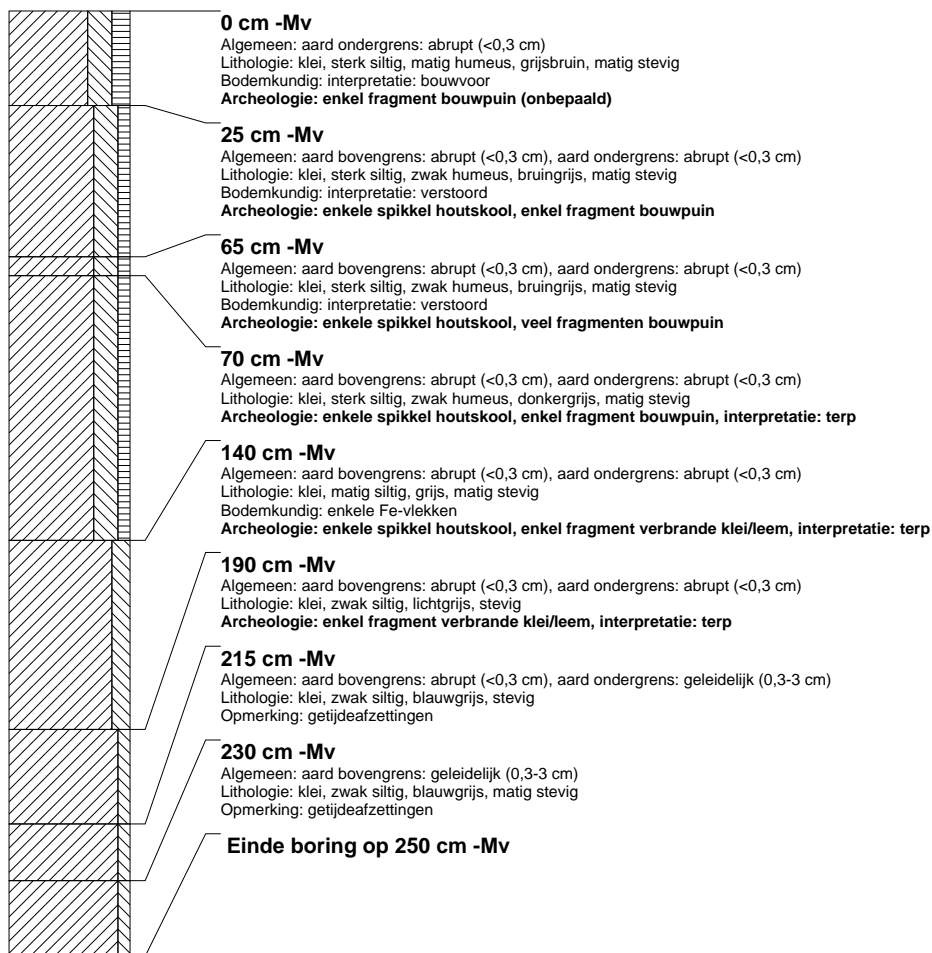 0 cm -Mv
Algemeen: aard ondergrens: abrupt (<0,3 cm)
Lithologie: klei, sterk siltig, matig humeus, grijsbruin, matig stevig
Bodemkundig: interpretatie: bouwvoor
Archeologie: enkel fragment bouwpuin (onbepaald)
25 cm -Mv
Algemeen: aard bovengrens: abrupt (<0,3 cm), aard ondergrens: abrupt (<0,3 cm)
Lithologie: klei, sterk siltig, zwak humeus, bruingrijs, matig stevig
Bodemkundig: interpretatie: verstoord
Archeologie: enkele spikkel houtskool, enkel fragment bouwpuin
65 cm -Mv
Algemeen: aard bovengrens: abrupt (<0,3 cm), aard ondergrens: abrupt (<0,3 cm)
Lithologie: klei, sterk siltig, zwak humeus, bruingrijs, matig stevig
Bodemkundig: interpretatie: verstoord
Archeologie: enkele spikkel houtskool, veel fragmenten bouwpuin
70 cm -Mv
Algemeen: aard bovengrens: abrupt (<0,3 cm), aard ondergrens: abrupt (<0,3 cm)
Lithologie: klei, sterk siltig, zwak humeus, donkergrijs, matig stevig
Archeologie: enkele spikkel houtskool, enkel fragment bouwpuin, interpretatie: terp
140 cm -Mv
Algemeen: aard bovengrens: abrupt (<0,3 cm), aard ondergrens: abrupt (<0,3 cm)
Lithologie: klei, matig siltig, grijs, matig stevig
Bodemkundig: enkele Fe-vlekken
Archeologie: enkele spikkel houtskool, enkel fragment verbrande klei/leem, interpretatie: terp
190 cm -Mv
Algemeen: aard bovengrens: abrupt (<0,3 cm), aard ondergrens: abrupt (<0,3 cm)
Lithologie: klei, zwak siltig, lichtgrijs, stevig
Archeologie: enkel fragment verbrande klei/leem, interpretatie: terp
215 cm -Mv
Algemeen: aard bovengrens: abrupt (<0,3 cm), aard ondergrens: geleidelijk (0,3-3 cm)
Lithologie: klei, zwak siltig, blauwgrijs, stevig
Opmerking: getijdeafzettingen
230 cm -Mv
Algemeen: aard bovengrens: geleidelijk (0,3-3 cm)
Lithologie: klei, zwak siltig, blauwgrijs, matig stevig
Opmerking: getijdeafzettingen
Einde boring op 250 cm -Mv